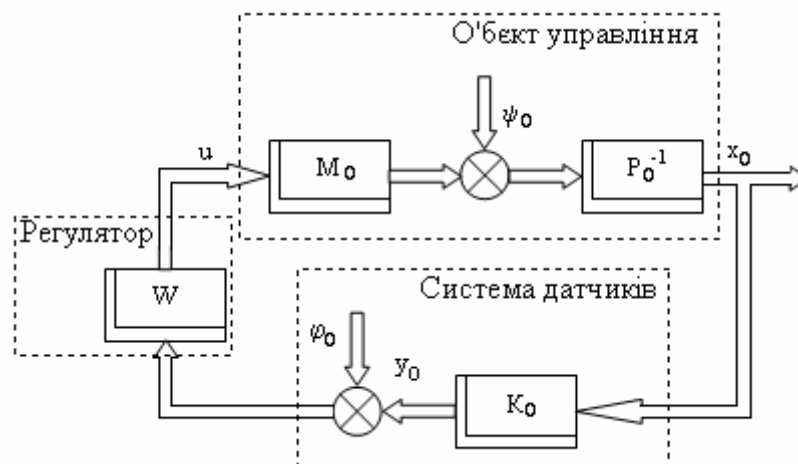 О'бєкт управління
ψ₀
u
M₀
P₀⁻¹
x₀
Регулятор
W
Система датчиків
φ₀
y₀
K₀